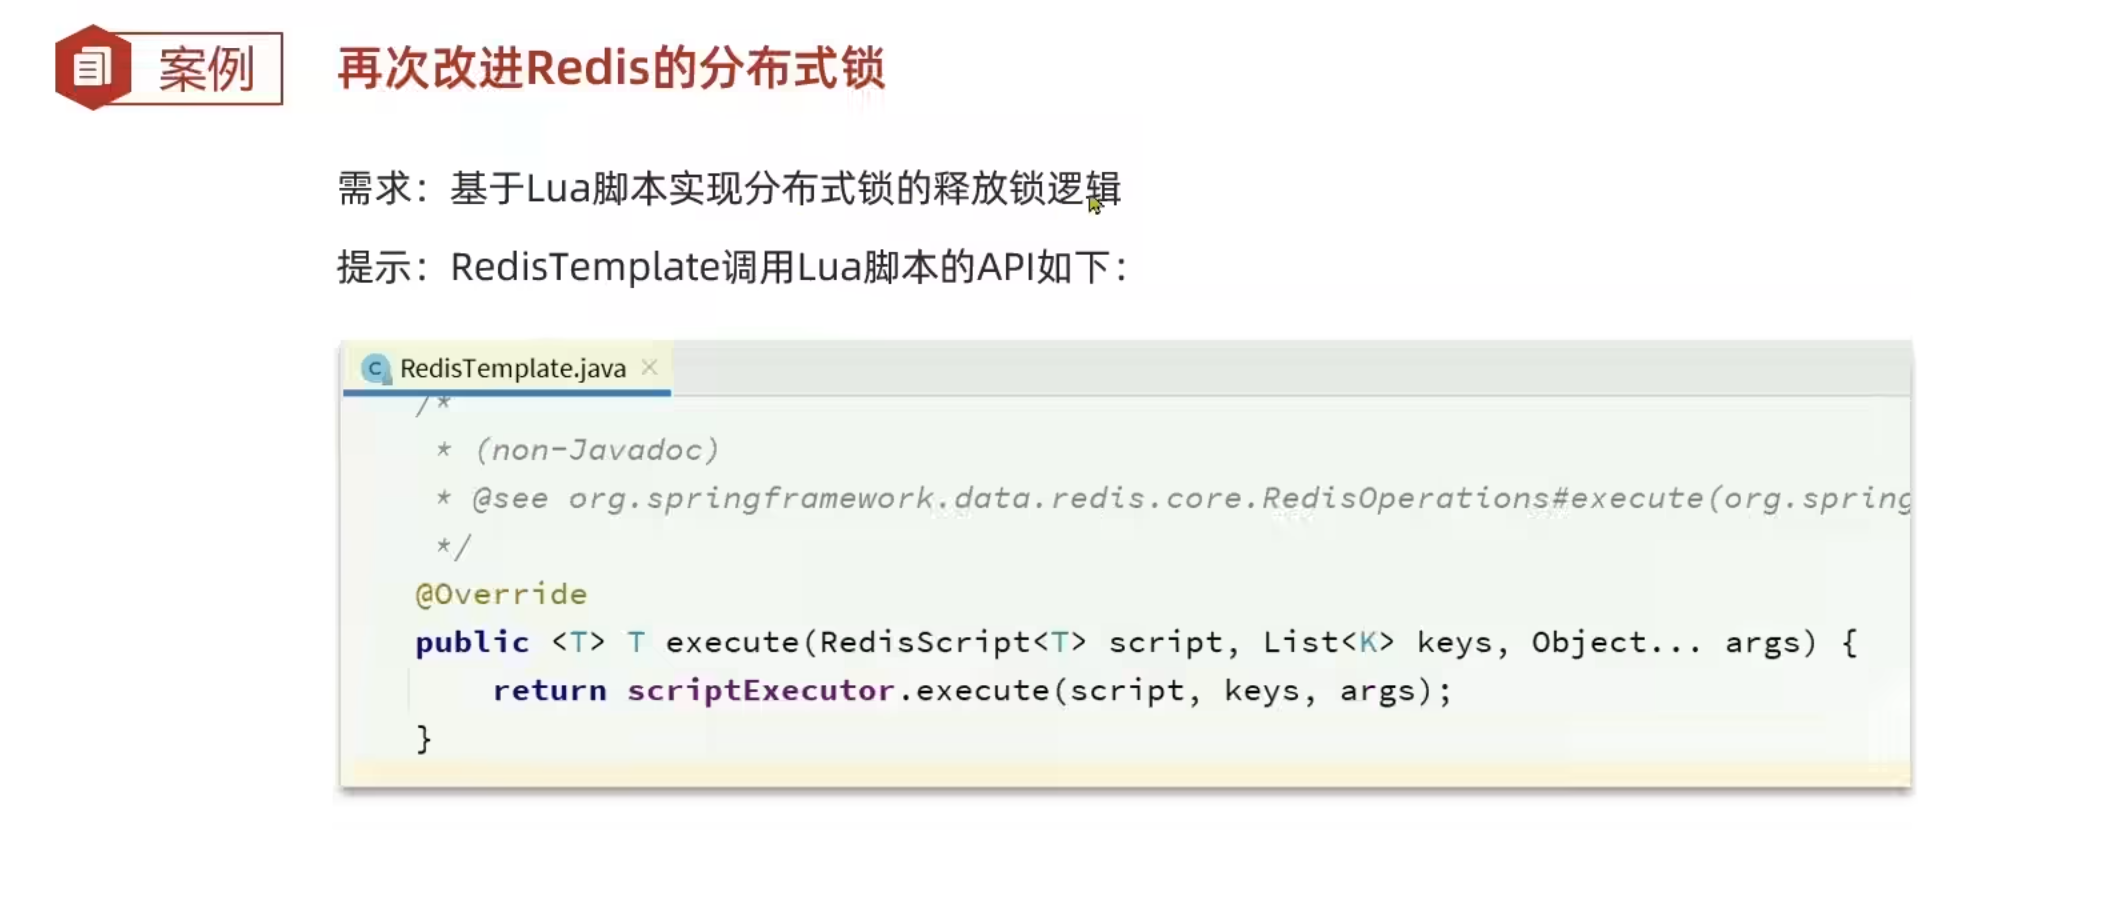 案例
再次改进Redis的分布式锁
需求：基于Lua脚本实现分布式锁的释放锁逻辑
提示：RedisTemplate调用Lua脚本的API如下：
RedisTemplate.java
/*
* (non-Javadoc)
* @see org.springframework.data.redis.core.RedisOperations#execute(org.spring
*/
@Override
public <T> T execute(RedisScript<T> script, List<K> keys, Object... args) {
return scriptExecutor.execute(script, keys, args);
}